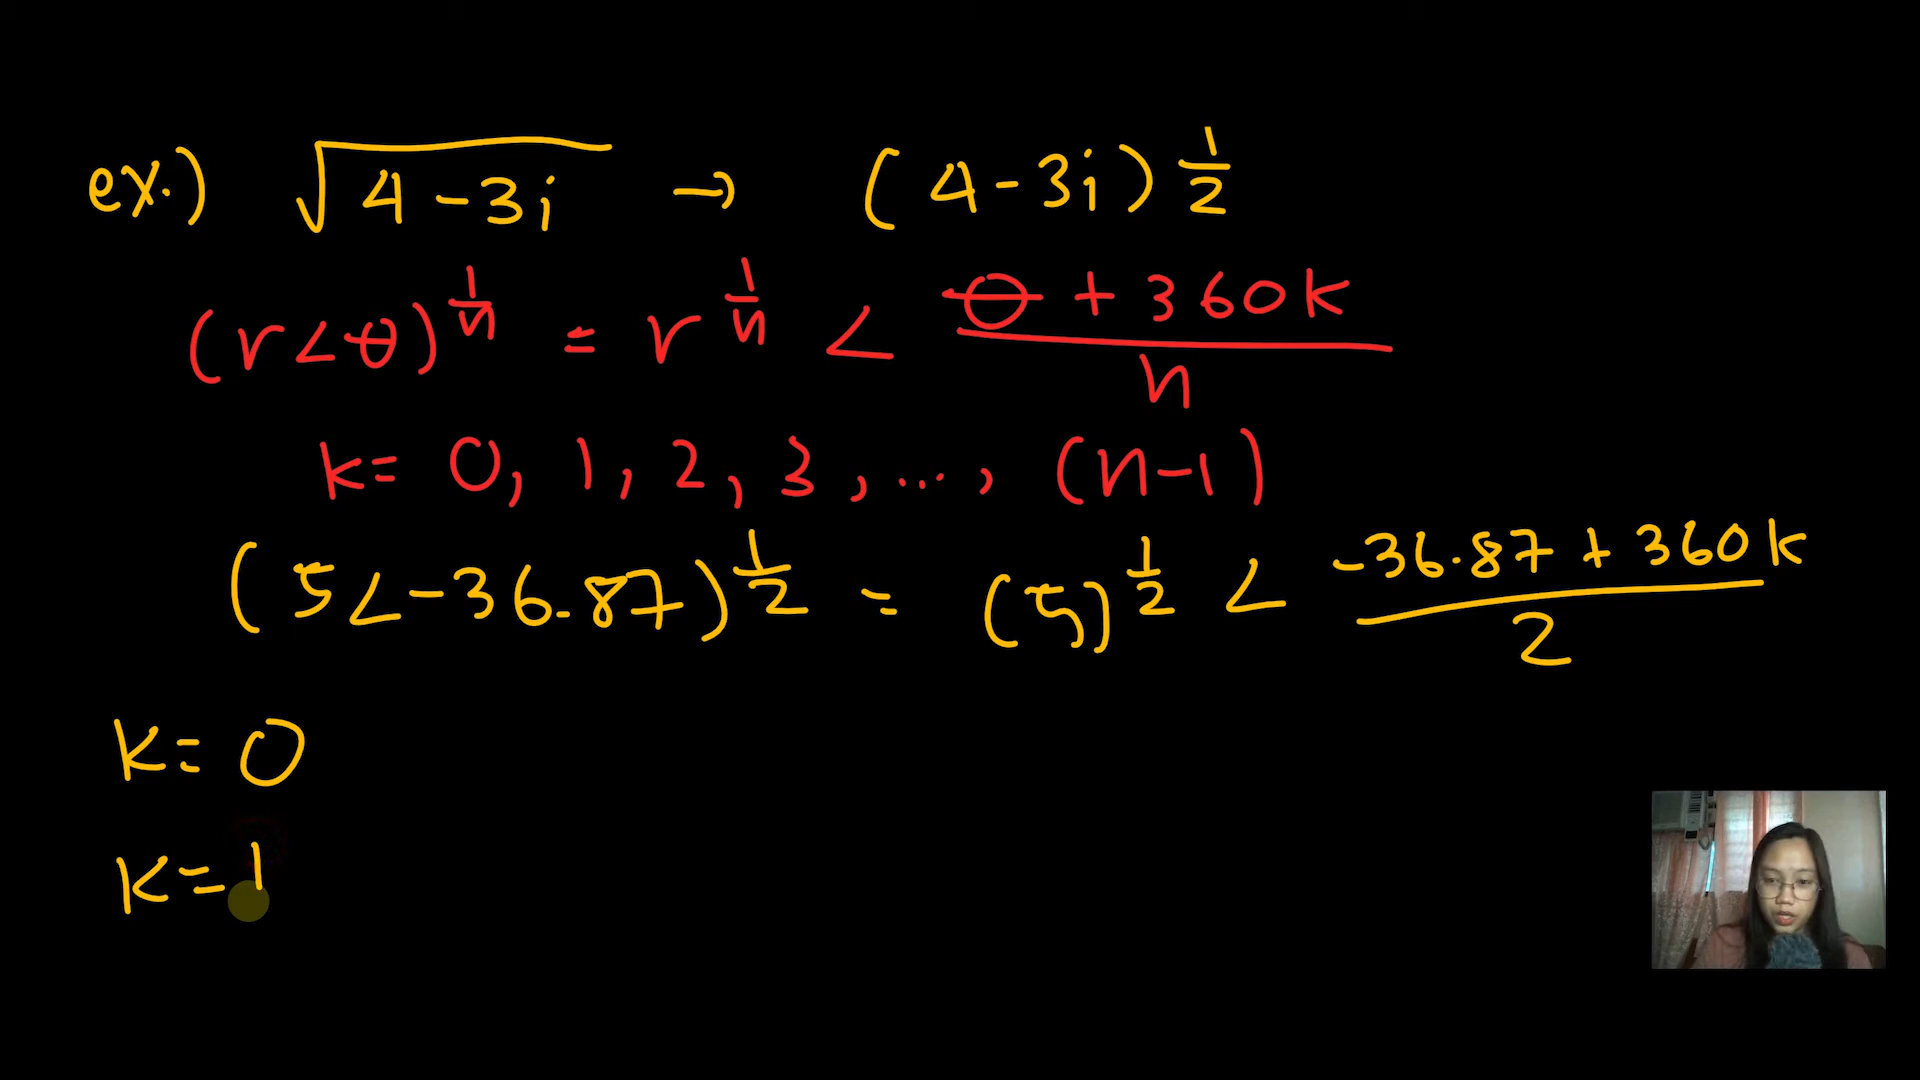 ex.) √4-3i → (4-3i)^1/2
(r<θ)^1/n = r^1/n < θ + 360k / n
k= 0, 1, 2, 3, ..., (n-1)
(5<-36.87)^1/2 = (5)^1/2 < -36.87 + 360k / 2
k= 0
k= 1